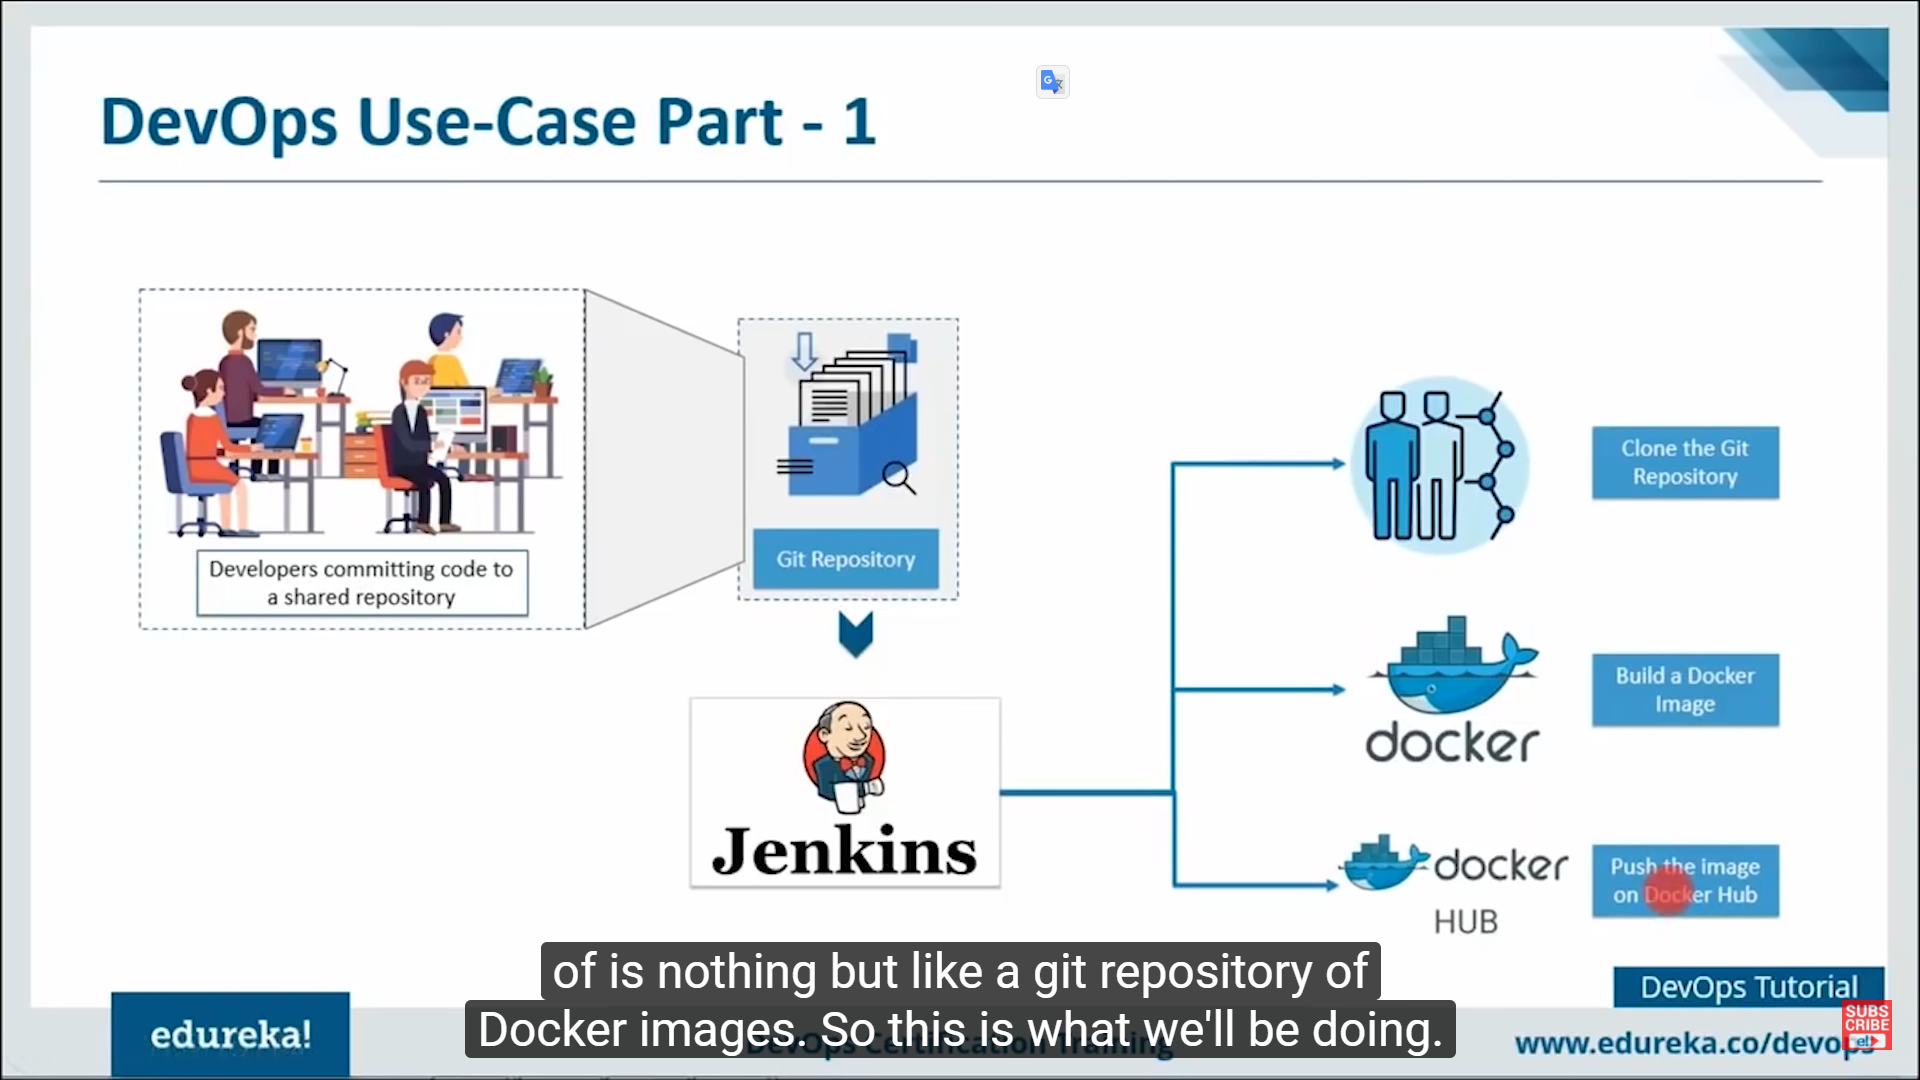 DevOps Use-Case Part - 1
Developers committing code to
a shared repository
Git Repository
Jenkins
Clone the Git
Repository
docker
Build a Docker
Image
docker
HUB
Push the image
on Docker Hub
of is nothing but like a git repository of
Docker images. So this is what we'll be doing.
DevOps Tutorial
edureka!
DevOps Certification Training
www.edureka.co/devops
SUBS
CRIBE
e!